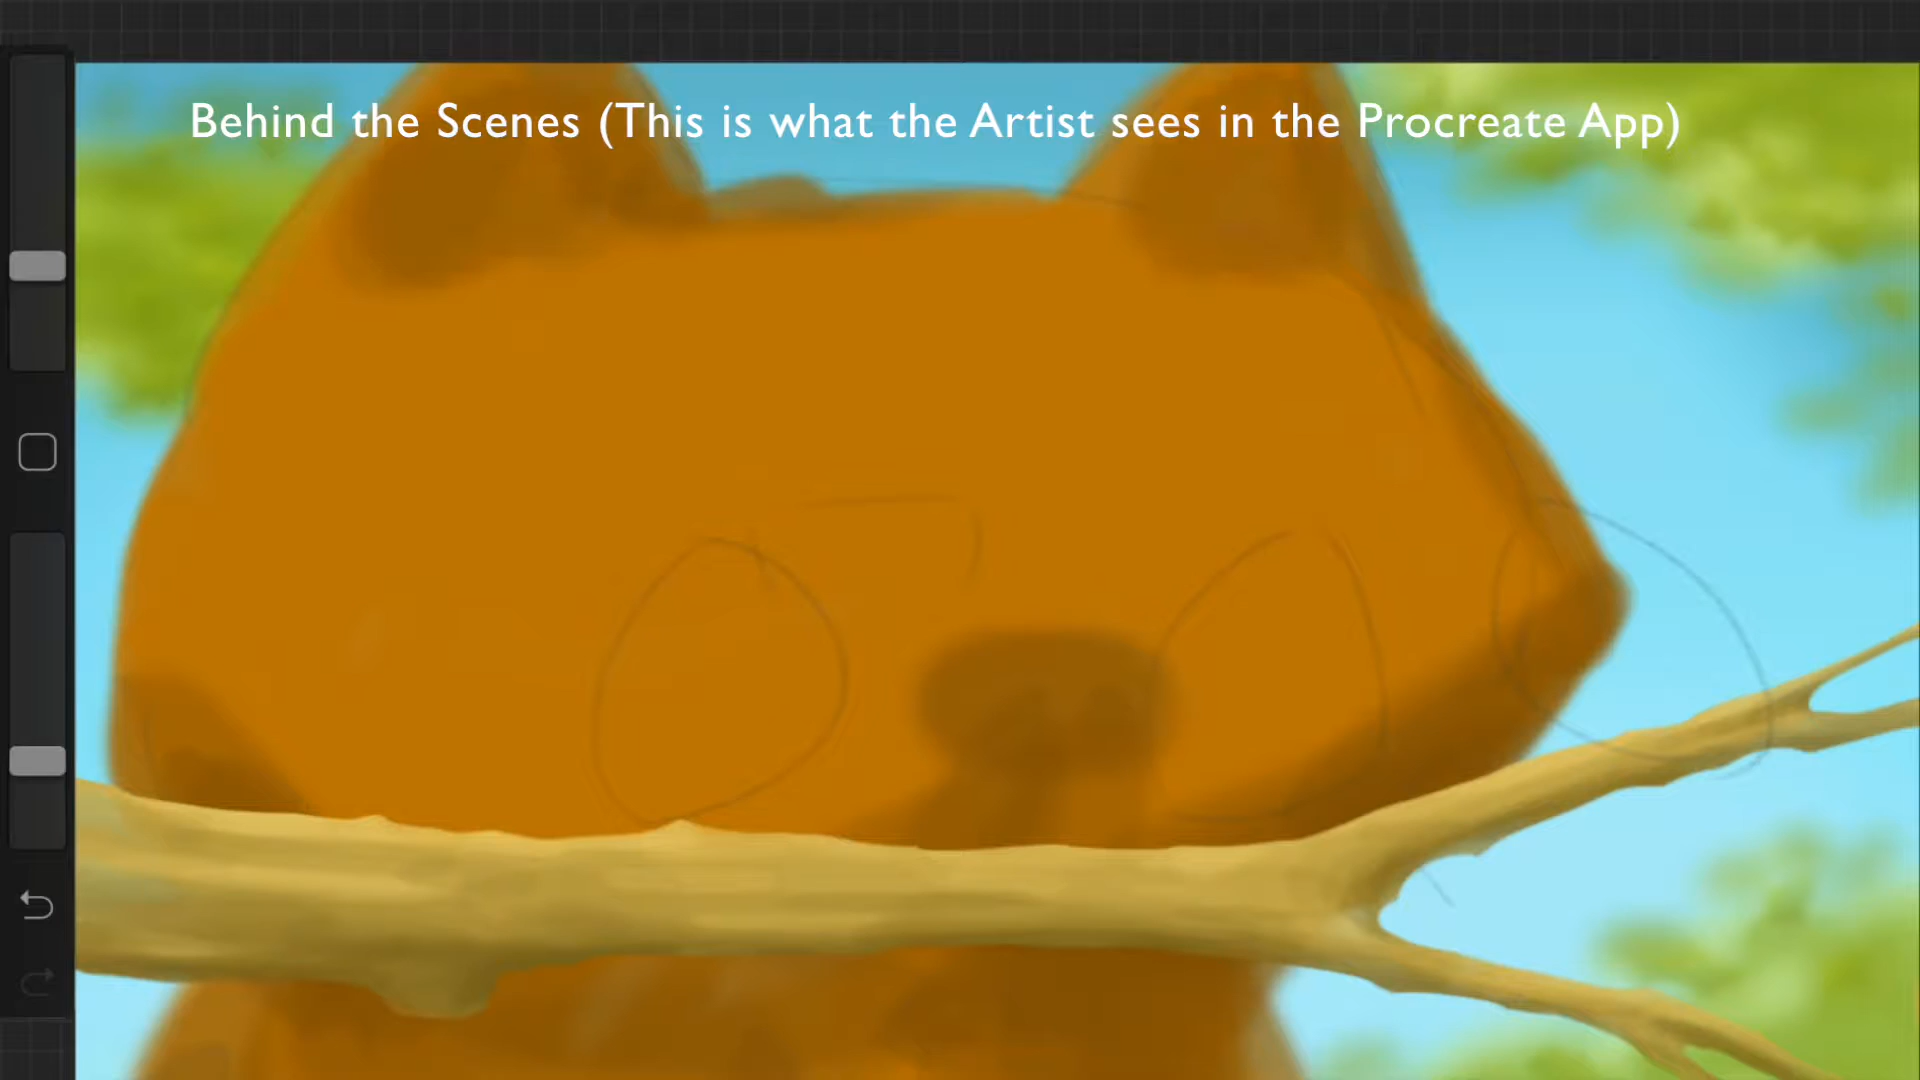 Behind the Scenes (This is what the Artist sees in the Procreate App)